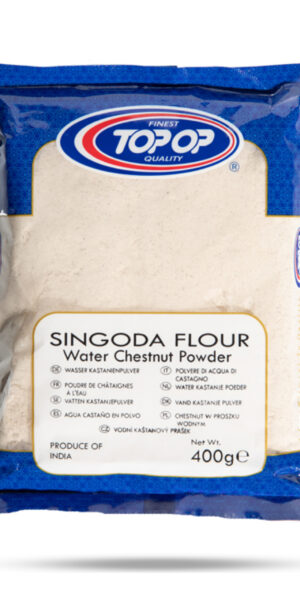 FINEST
TOPOP
QUALITY
®
SINGODA FLOUR
Water Chestnut Powder
DE WASSER KASTANIENPULVER
IT POLVERE DI ACQUA DI CASTAGNO
FR POUDRE DE CHÂTAIGNES À L'EAU
NL WATER KASTANJE POEDER
SE VATTEN KASTANJEPULVER
DK VAND KASTANJE PULVER
ES AGUA CASTAÑO EN POLVO
PL CHESTNUT W PROSZKU WODNYM
CZ VODNÍ KAŠTANOVÝ PRÁŠEK
PRODUCE OF
INDIA
Net Wt.
400g℮